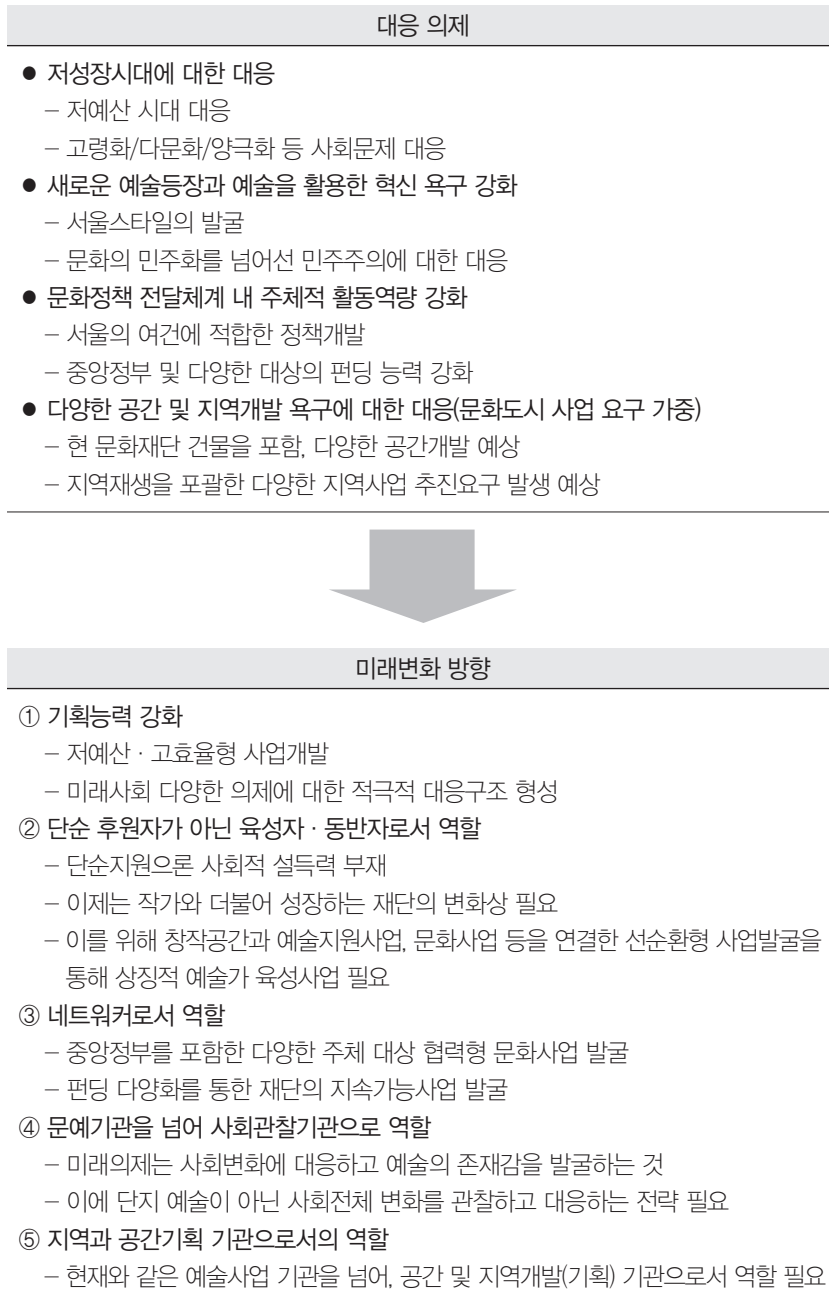 대응 의제
● 저성장시대에 대한 대응
– 저예산 시대 대응
– 고령화/다문화/양극화 등 사회문제 대응
● 새로운 예술등장과 예술을 활용한 혁신 욕구 강화
– 서울스타일의 발굴
– 문화의 민주화를 넘어선 민주주의에 대한 대응
● 문화정책 전달체계 내 주체적 활동역량 강화
– 서울의 여건에 적합한 정책개발
– 중앙정부 및 다양한 대상의 펀딩 능력 강화
● 다양한 공간 및 지역개발 욕구에 대한 대응(문화도시 사업 요구 가중)
– 현 문화재단 건물을 포함, 다양한 공간개발 예상
– 지역재생을 포괄한 다양한 지역사업 추진요구 발생 예상
미래변화 방향
① 기획능력 강화
– 저예산 · 고효율형 사업개발
– 미래사회 다양한 의제에 대한 적극적 대응구조 형성
② 단순 후원자가 아닌 육성자 · 동반자로서 역할
– 단순지원으론 사회적 설득력 부재
– 이제는 작가와 더불어 성장하는 재단의 변화상 필요
– 이를 위해 창작공간과 예술지원사업, 문화사업 등을 연결한 선순환형 사업발굴을
통해 상징적 예술가 육성사업 필요
③ 네트워커로서 역할
– 중앙정부를 포함한 다양한 주체 대상 협력형 문화사업 발굴
– 펀딩 다양화를 통한 재단의 지속가능사업 발굴
④ 문예기관을 넘어 사회관찰기관으로 역할
– 미래의제는 사회변화에 대응하고 예술의 존재감을 발굴하는 것
– 이에 단지 예술이 아닌 사회전체 변화를 관찰하고 대응하는 전략 필요
⑤ 지역과 공간기획 기관으로서의 역할
– 현재와 같은 예술사업 기관을 넘어, 공간 및 지역개발(기획) 기관으로서 역할 필요